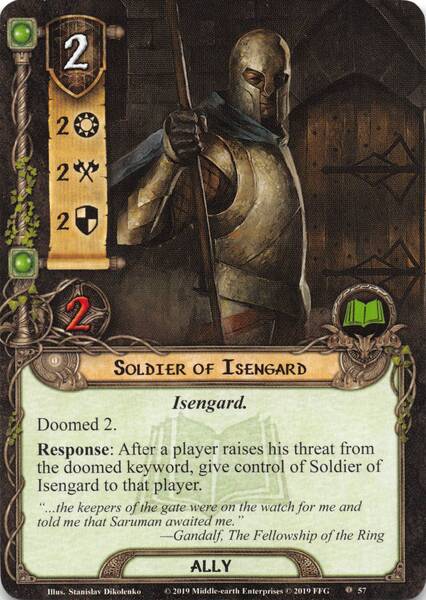 2
2
2
2
2
SOLDIER OF ISENGARD
Isengard.
Doomed 2.
Response: After a player raises his threat from
the doomed keyword, give control of Soldier of
Isengard to that player.
“...the keepers of the gate were on the watch for me and
told me that Saruman awaited me.”
—Gandalf, The Fellowship of the Ring
ALLY
Illus. Stanislav Dikolenko © 2019 Middle-earth Enterprises © 2019 FFG 57